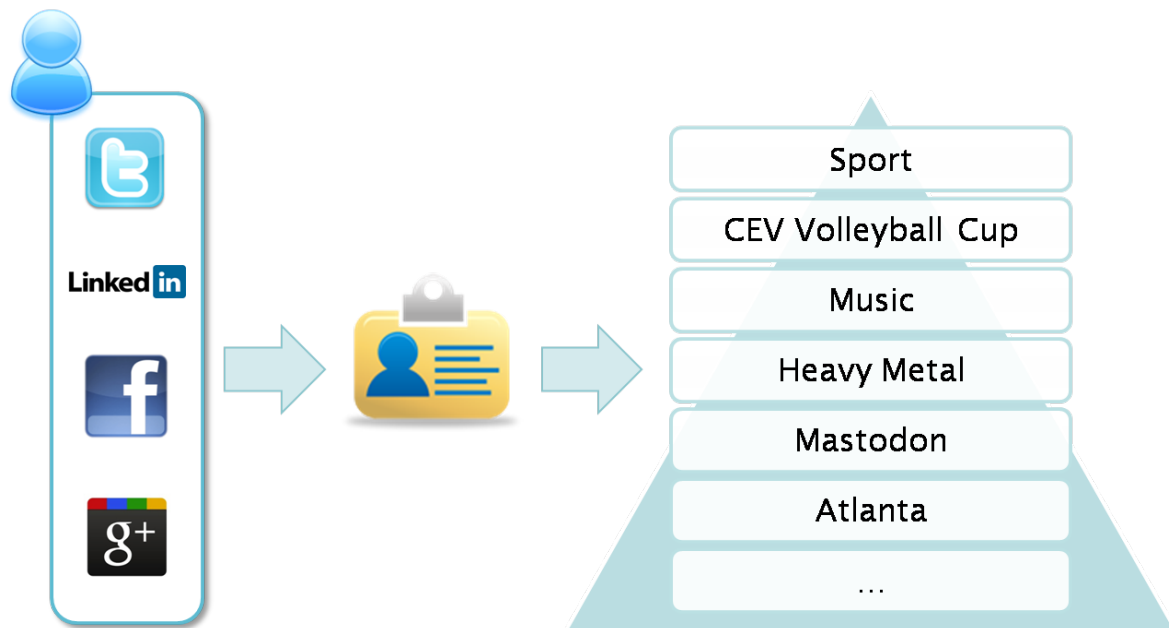 t
Linked in
f
g+
Sport
CEV Volleyball Cup
Music
Heavy Metal
Mastodon
Atlanta
...